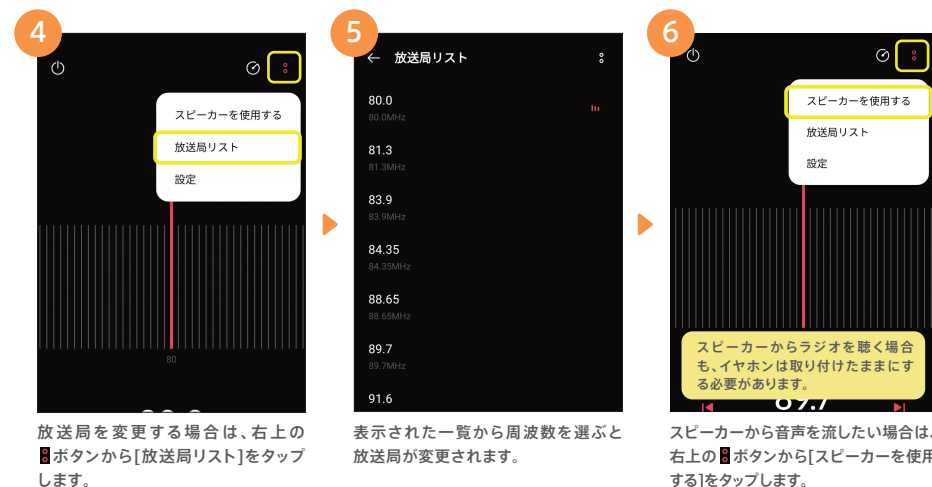 4
スピーカーを使用する
放送局リスト
設定
80
放送局を変更する場合は、右上の
ボタンから[放送局リスト]をタップ
します。
5
← 放送局リスト
80.0
80.0MHz
81.3
81.3MHz
83.9
83.9MHz
84.35
84.35MHz
88.65
88.65MHz
89.7
89.7MHz
91.6
表示された一覧から周波数を選ぶと
放送局が変更されます。
6
スピーカーを使用する
放送局リスト
設定
スピーカーからラジオを聴く場合
も、イヤホンは取り付けたままにす
る必要があります。
89.7
スピーカーから音声を流したい場合は、
右上のボタンから[スピーカーを使用
する]をタップします。